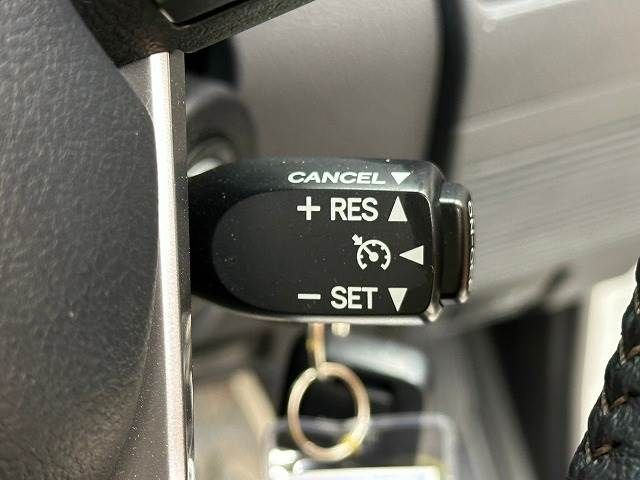 CANCEL▼
+ RES ▲
◀
– SET ▼